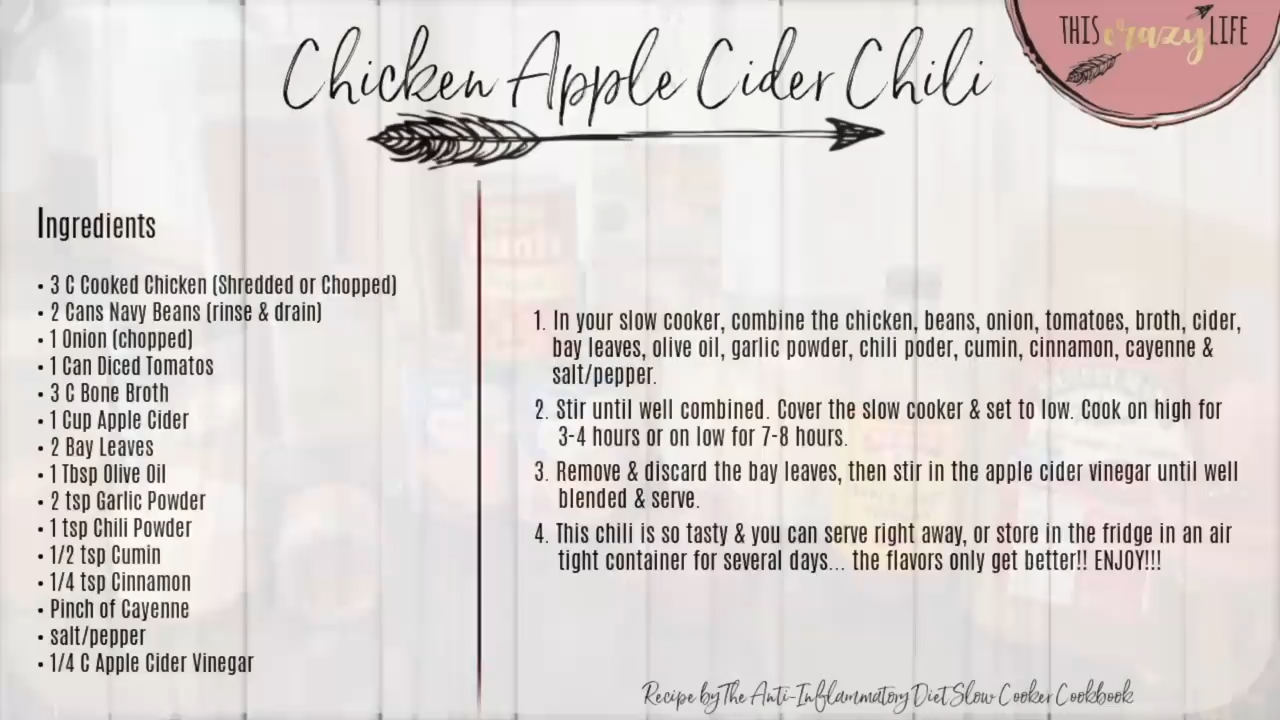 Chicken Apple Cider Chili
THIS crazy LIFE
Ingredients
• 3 C Cooked Chicken (Shredded or Chopped)
• 2 Cans Navy Beans (rinse & drain)
• 1 Onion (chopped)
• 1 Can Diced Tomatos
• 3 C Bone Broth
• 1 Cup Apple Cider
• 2 Bay Leaves
• 1 Tbsp Olive Oil
• 2 tsp Garlic Powder
• 1 tsp Chili Powder
• 1/2 tsp Cumin
• 1/4 tsp Cinnamon
• Pinch of Cayenne
• salt/pepper
• 1/4 C Apple Cider Vinegar
1. In your slow cooker, combine the chicken, beans, onion, tomatoes, broth, cider,
bay leaves, olive oil, garlic powder, chili poder, cumin, cinnamon, cayenne &
salt/pepper.
2. Stir until well combined. Cover the slow cooker & set to low. Cook on high for
3-4 hours or on low for 7-8 hours.
3. Remove & discard the bay leaves, then stir in the apple cider vinegar until well
blended & serve.
4. This chili is so tasty & you can serve right away, or store in the fridge in an air
tight container for several days... the flavors only get better!! ENJOY!!!
Recipe by The Anti-Inflammatory Diet Slow Cooker Cookbook